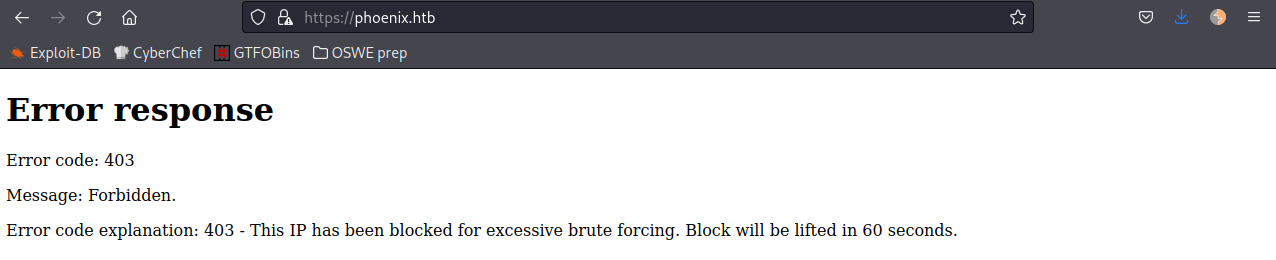 https://phoenix.htb
Exploit-DB CyberChef GTFOBins OSWE prep
Error response
Error code: 403
Message: Forbidden.
Error code explanation: 403 - This IP has been blocked for excessive brute forcing. Block will be lifted in 60 seconds.